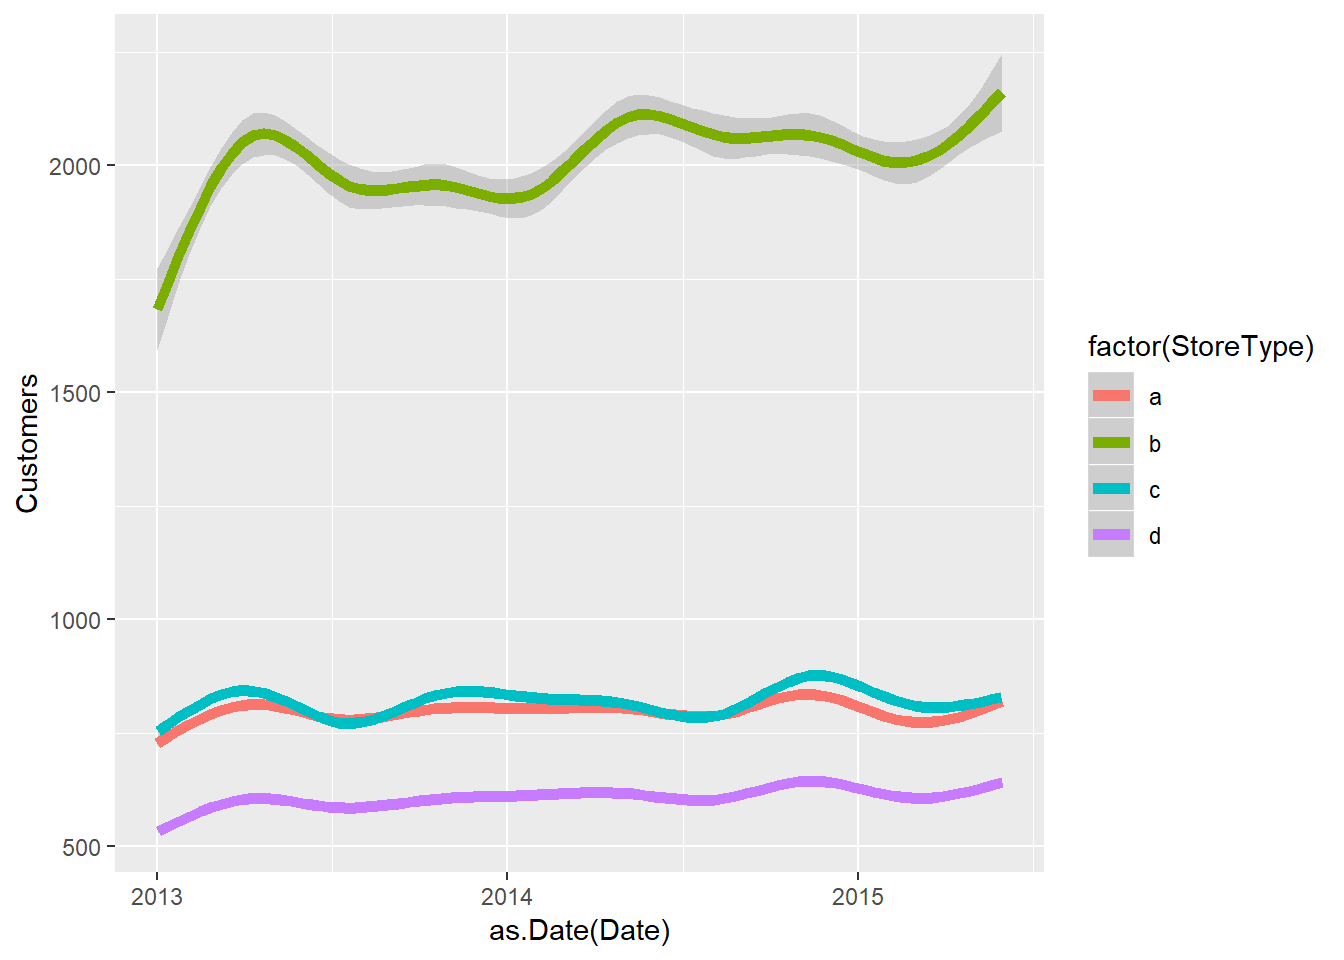 Customers
2000
1500
1000
500
2013
2014
2015
as.Date(Date)
factor(StoreType)
a
b
c
d